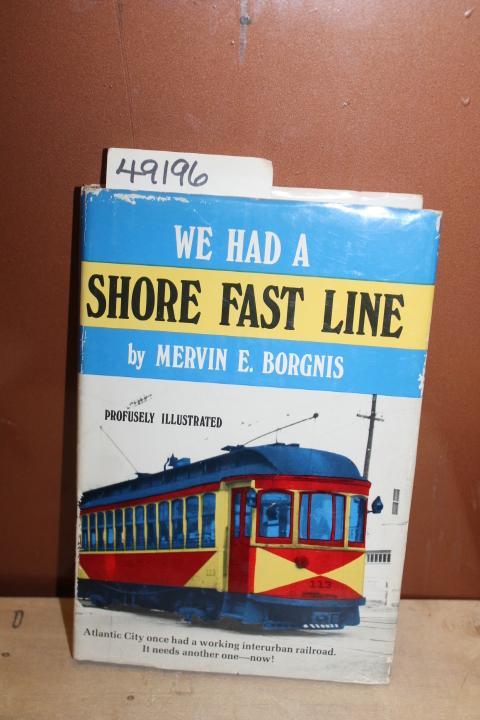 49196
WE HAD A
SHORE FAST LINE
by MERVIN E. BORGNIS
PROFUSELY ILLUSTRATED
113
113
Atlantic City once had a working interurban railroad.
It needs another one—now!